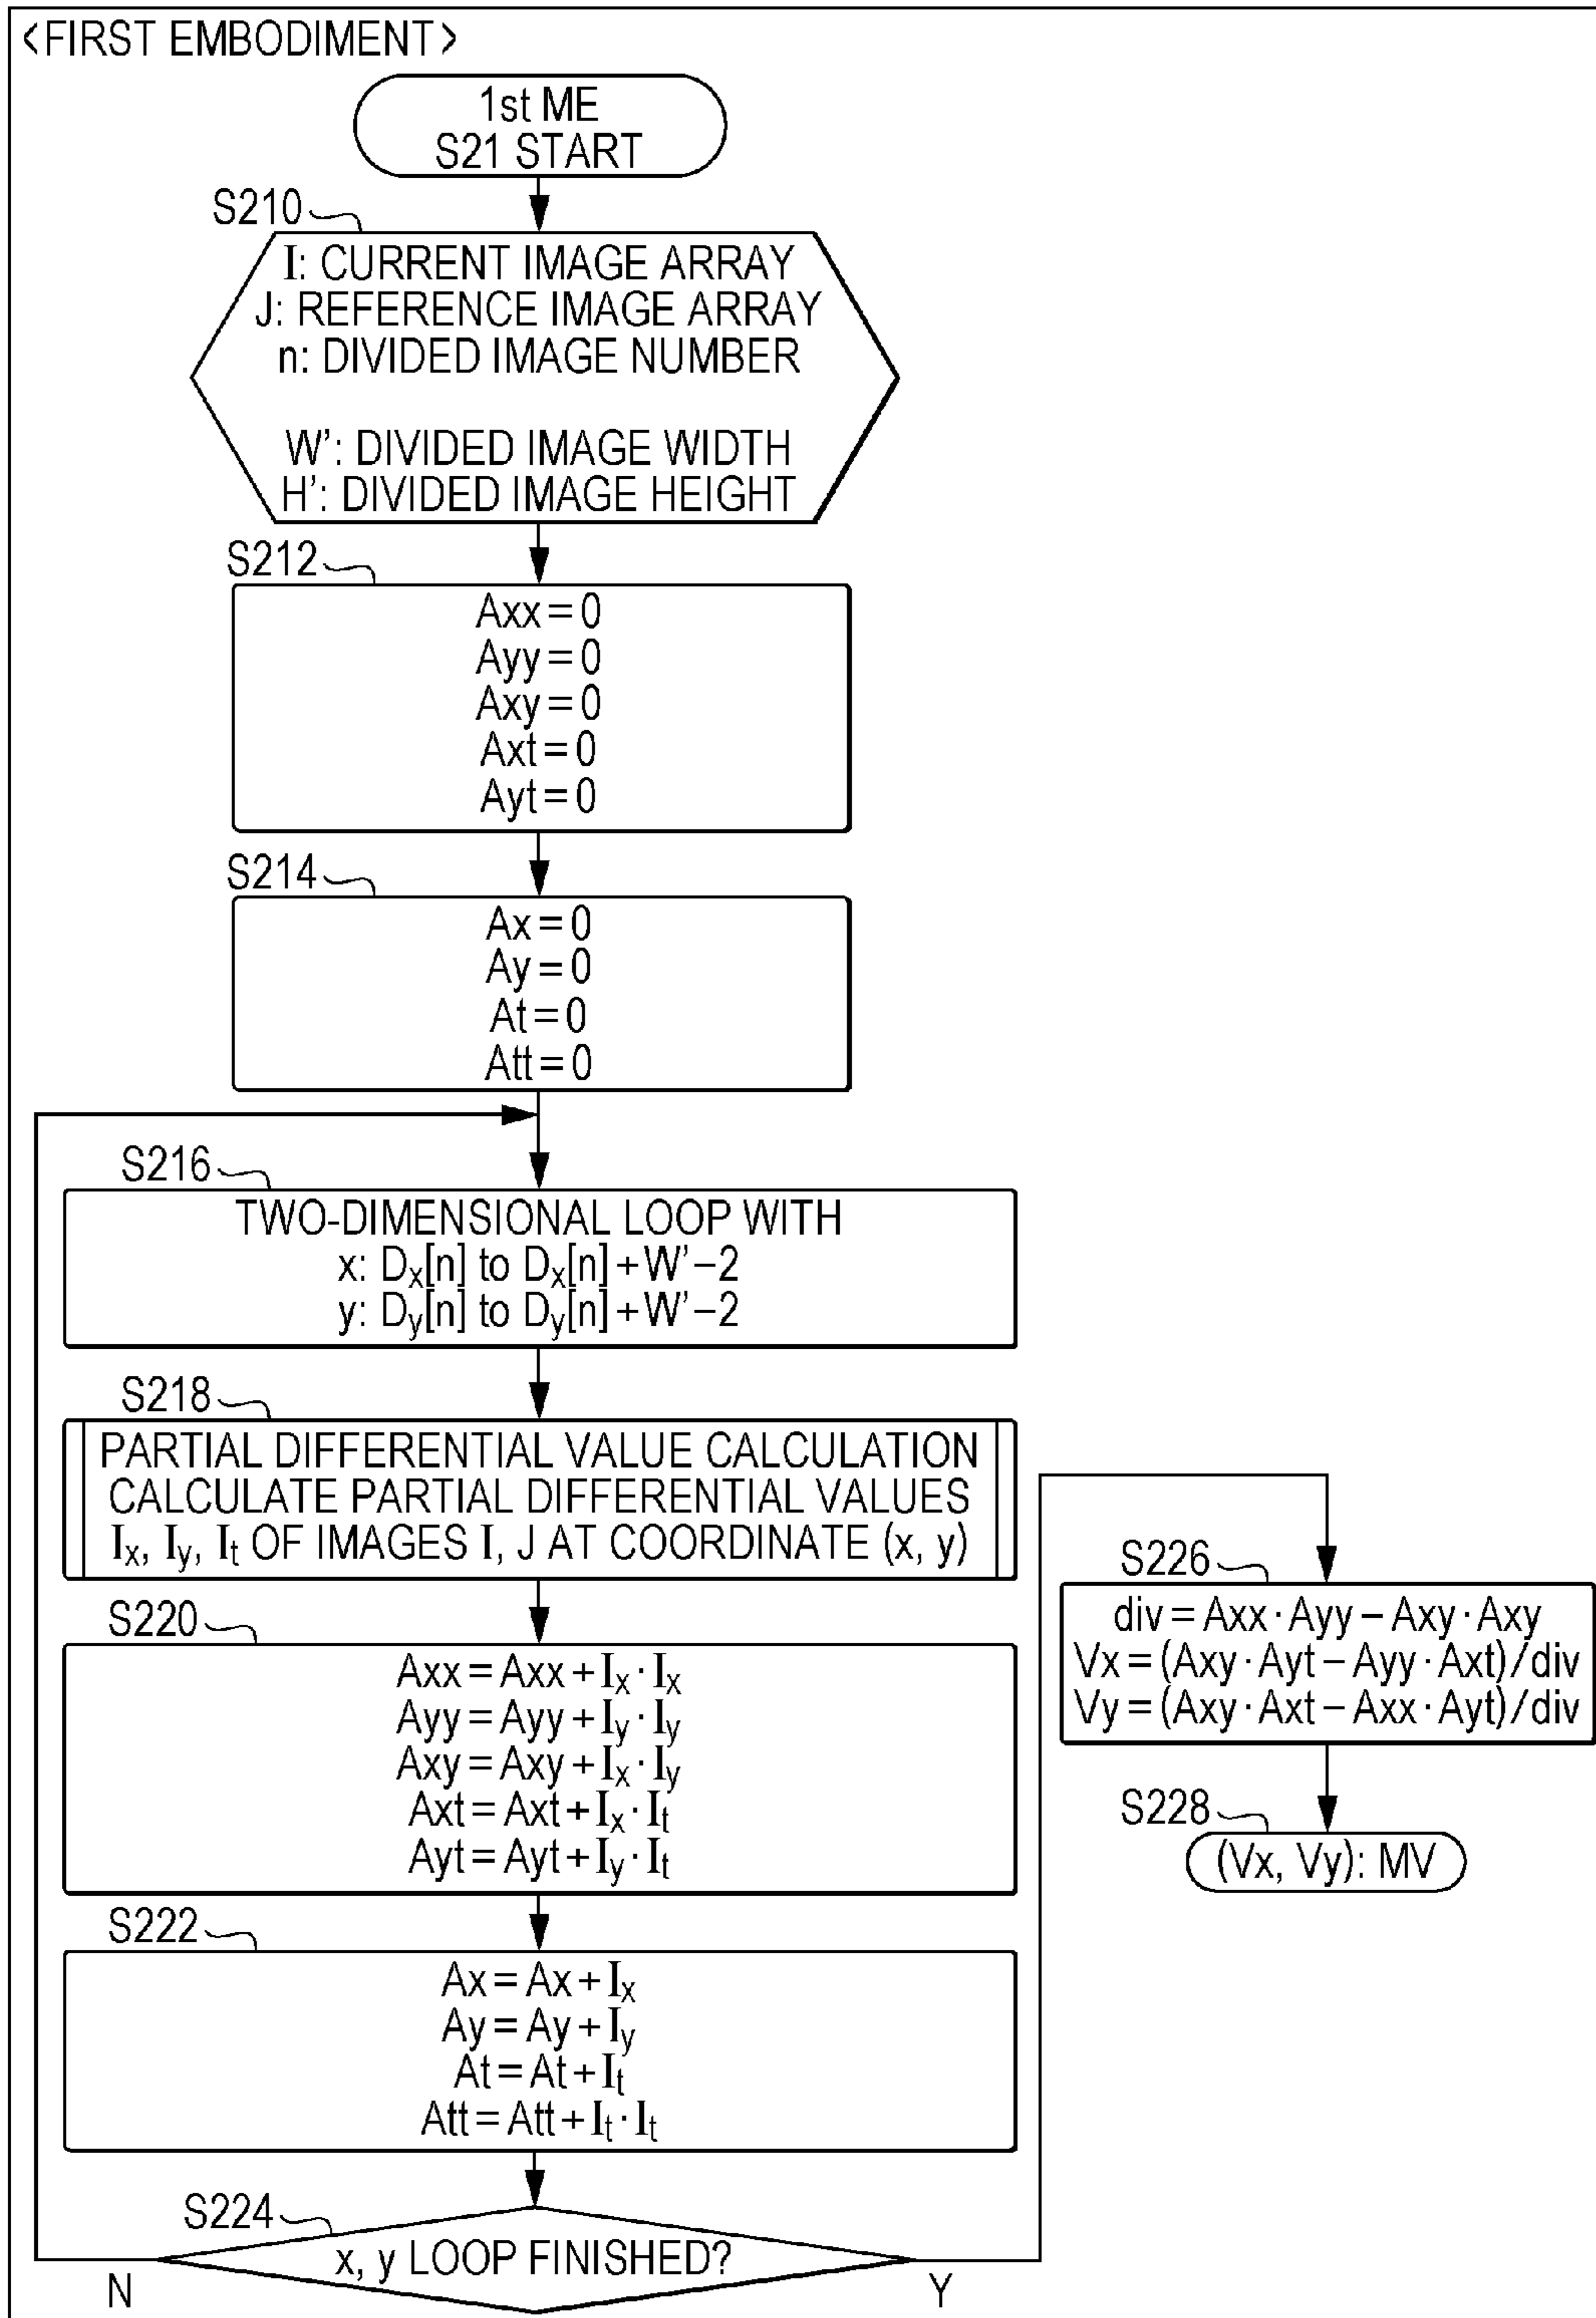 <FIRST EMBODIMENT>
1st ME
S21 START
S210
I: CURRENT IMAGE ARRAY
J: REFERENCE IMAGE ARRAY
n: DIVIDED IMAGE NUMBER
W': DIVIDED IMAGE WIDTH
H': DIVIDED IMAGE HEIGHT
S212
Axx=0
Ayy=0
Axy=0
Axt=0
Ayt=0
S214
Ax=0
Ay=0
At=0
Att=0
S216
TWO-DIMENSIONAL LOOP WITH
x: Dx[n] to Dx[n]+W'-2
y: Dy[n] to Dy[n]+W'-2
S218
PARTIAL DIFFERENTIAL VALUE CALCULATION
CALCULATE PARTIAL DIFFERENTIAL VALUES
Ix, Iy, It OF IMAGES I, J AT COORDINATE (x, y)
S220
Axx=Axx+Ix·Ix
Ayy=Ayy+Iy·Iy
Axy=Axy+Ix·Iy
Axt=Axt+Ix·It
Ayt=Ayt+Iy·It
S222
Ax=Ax+Ix
Ay=Ay+Iy
At=At+It
Att=Att+It·It
S224
x, y LOOP FINISHED?
N
Y
S226
div=Axx·Ayy-Axy·Axy
Vx=(Axy·Ayt-Ayy·Axt)/div
Vy=(Axy·Axt-Axx·Ayt)/div
S228
(Vx, Vy): MV